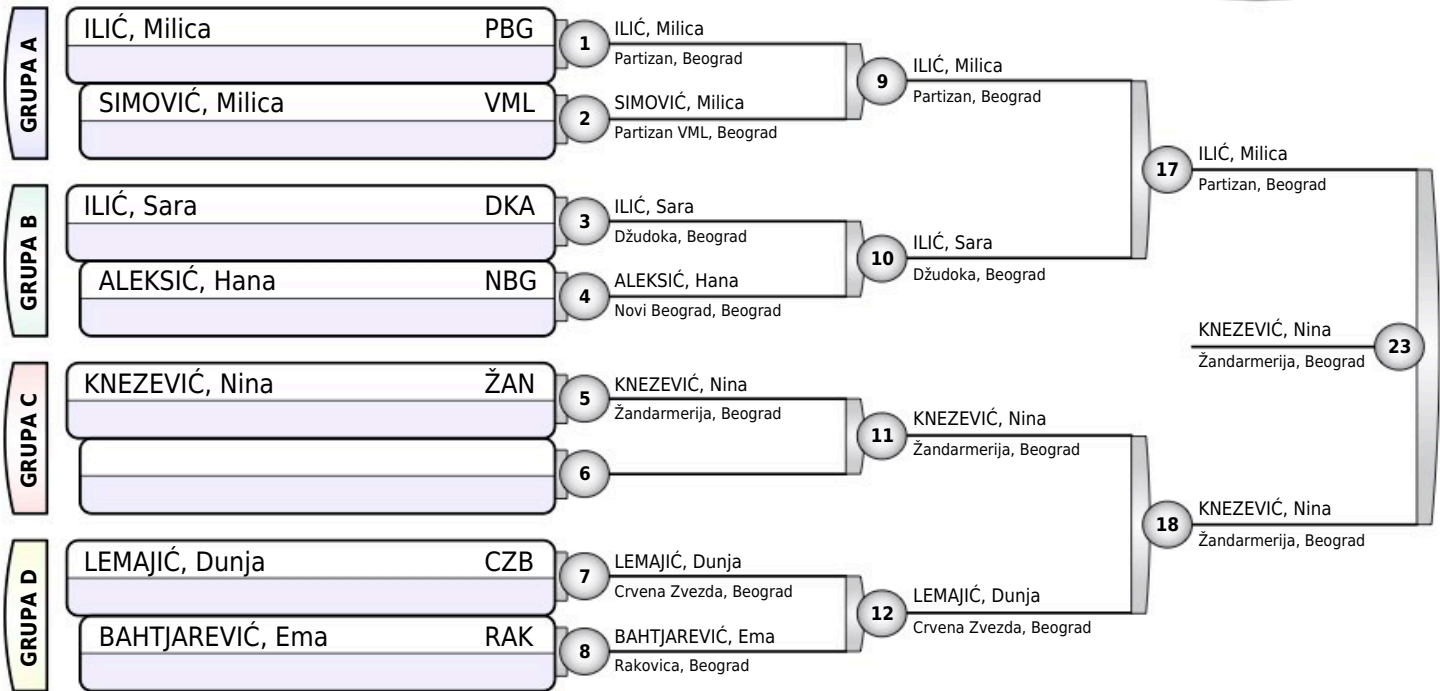 GRUPA A
ILIĆ, Milica PBG
SIMOVIĆ, Milica VML
GRUPA B
ILIĆ, Sara DKA
ALEKSIĆ, Hana NBG
GRUPA C
KNEZEVIĆ, Nina ŽAN
GRUPA D
LEMAJIĆ, Dunja CZB
BAHTJAREVIĆ, Ema RAK
1
ILIĆ, Milica
Partizan, Beograd
2
SIMOVIĆ, Milica
Partizan VML, Beograd
3
ILIĆ, Sara
Džudoka, Beograd
4
ALEKSIĆ, Hana
Novi Beograd, Beograd
5
KNEZEVIĆ, Nina
Žandarmerija, Beograd
6
7
LEMAJIĆ, Dunja
Crvena Zvezda, Beograd
8
BAHTJAREVIĆ, Ema
Rakovica, Beograd
9
ILIĆ, Milica
Partizan, Beograd
10
ILIĆ, Sara
Džudoka, Beograd
11
KNEZEVIĆ, Nina
Žandarmerija, Beograd
12
LEMAJIĆ, Dunja
Crvena Zvezda, Beograd
17
ILIĆ, Milica
Partizan, Beograd
18
KNEZEVIĆ, Nina
Žandarmerija, Beograd
KNEZEVIĆ, Nina
Žandarmerija, Beograd
23